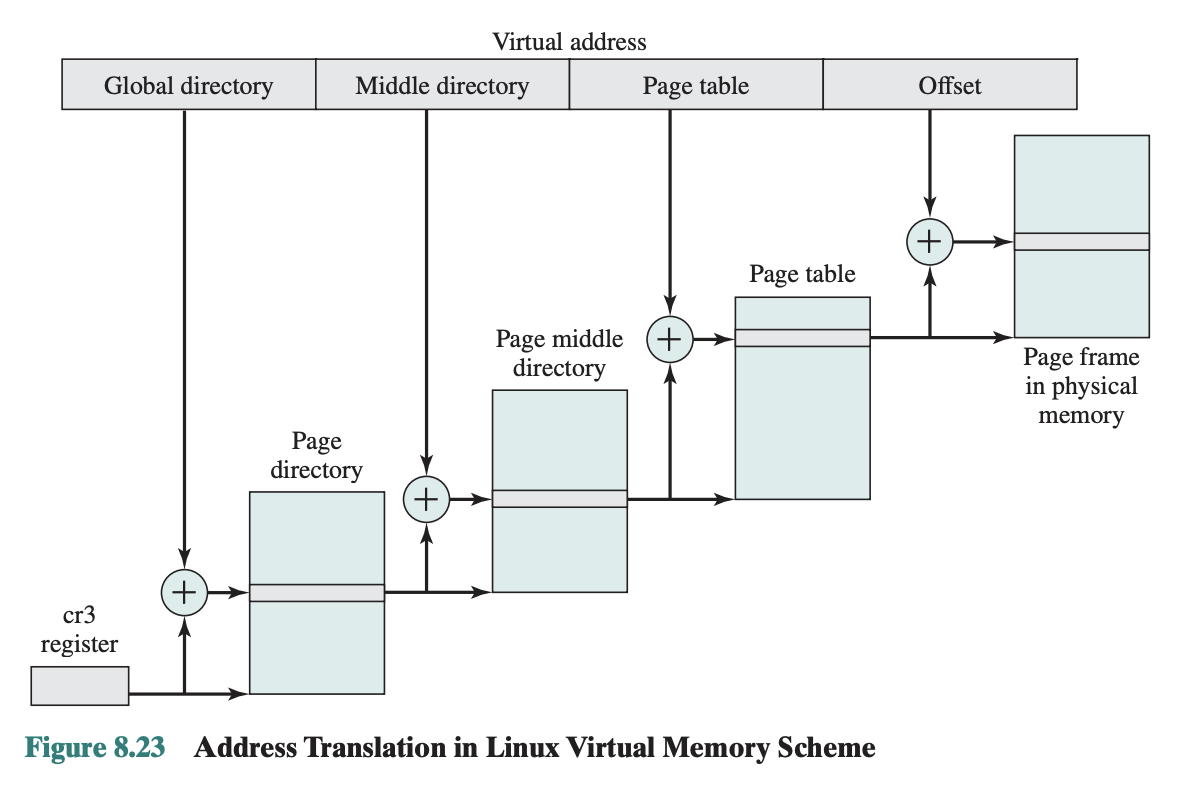 Virtual address
Global directory
Middle directory
Page table
Offset
+
Page table
+
Page middle
directory
Page frame
in physical
memory
Page
directory
+
+
cr3
register
Figure 8.23 Address Translation in Linux Virtual Memory Scheme